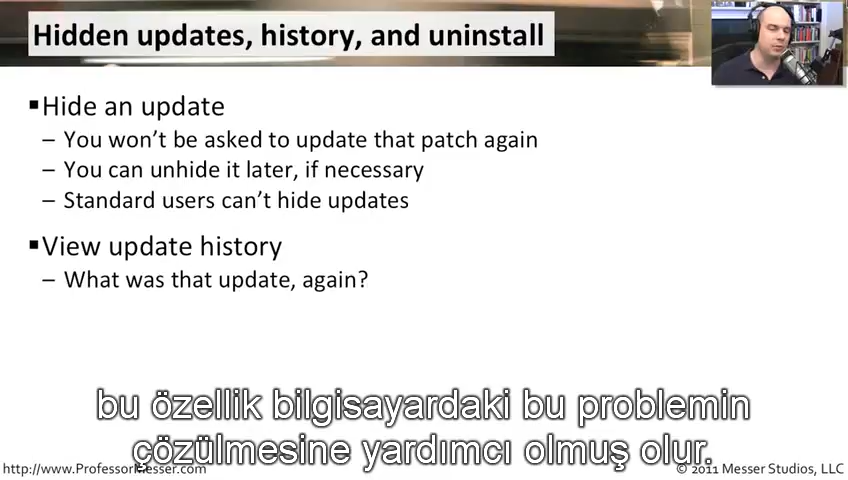 Hidden updates, history, and uninstall
▪Hide an update
– You won't be asked to update that patch again
– You can unhide it later, if necessary
– Standard users can't hide updates
▪View update history
– What was that update, again?
bu özellik bilgisayardaki bu problemin
çözülmesine yardımcı olmuş olur.
http://www.ProfessorMesser.com
© 2011 Messer Studios, LLC